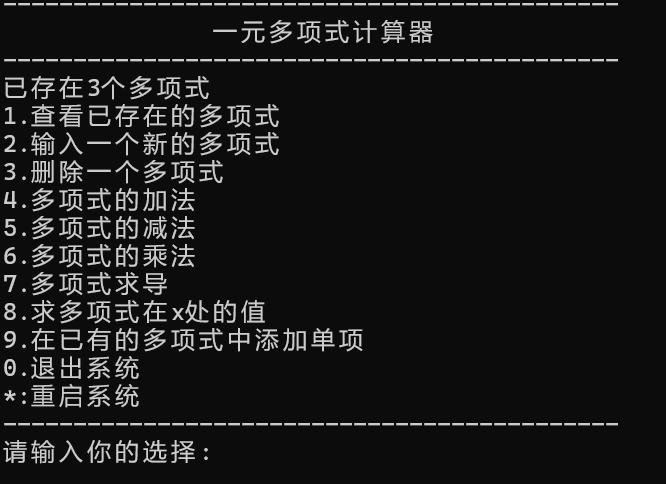 --------------------------------------------
一元多项式计算器
--------------------------------------------
已存在3个多项式
1.查看已存在的多项式
2.输入一个新的多项式
3.删除一个多项式
4.多项式的加法
5.多项式的减法
6.多项式的乘法
7.多项式求导
8.求多项式在x处的值
9.在已有的多项式中添加单项
0.退出系统
*:重启系统
--------------------------------------------
请输入你的选择: